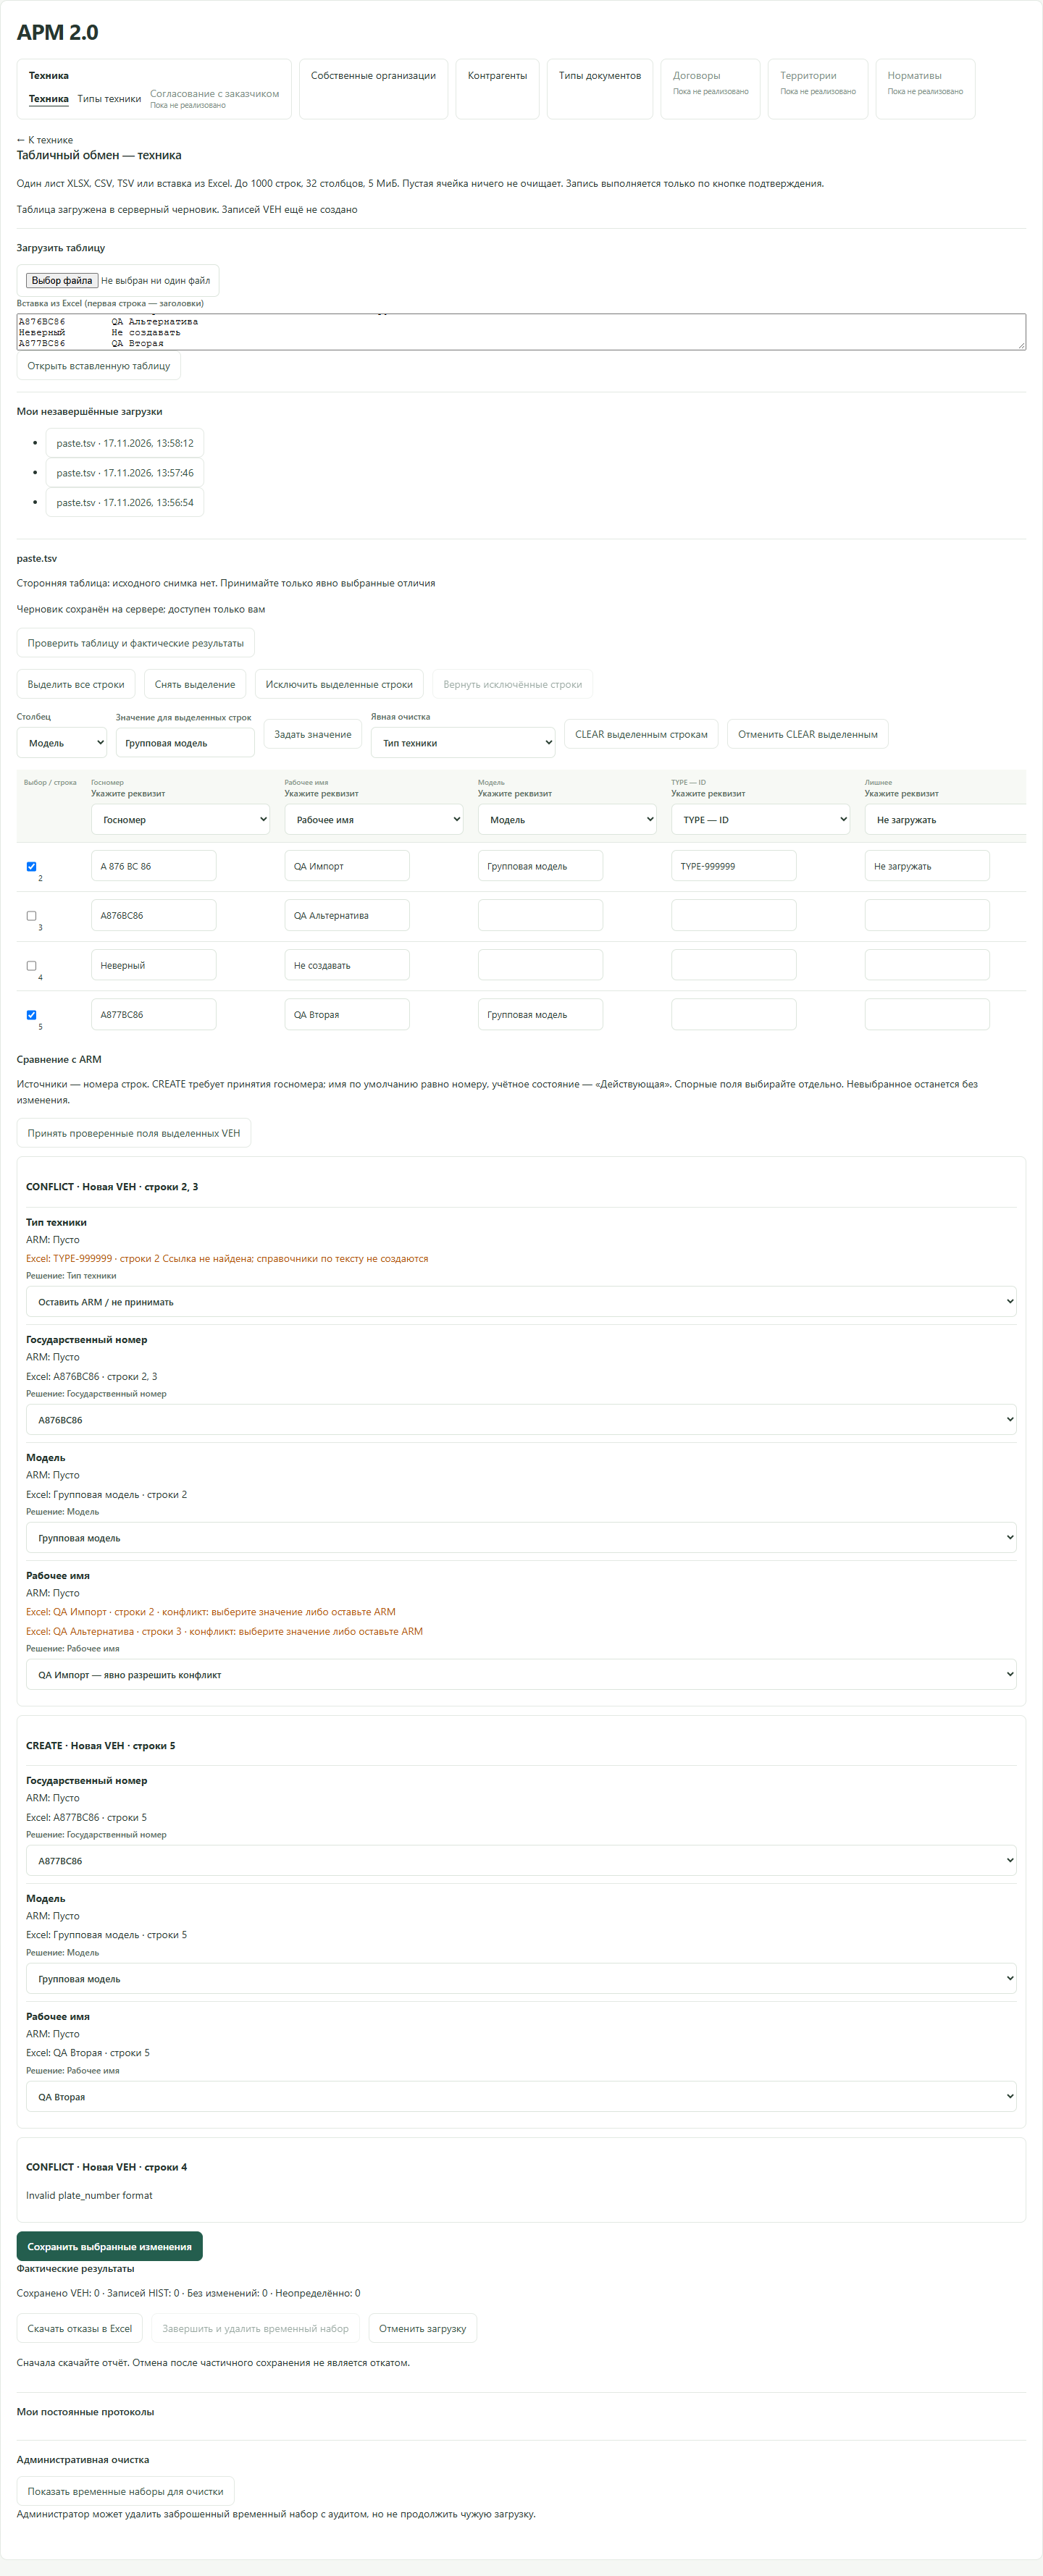 АРМ 2.0
Техника
Техника Типы техники Согласование с заказчиком
Пока не реализовано
Собственные организации
Контрагенты
Типы документов
Договоры
Пока не реализовано
Территории
Пока не реализовано
Нормативы
Пока не реализовано
← К технике
Табличный обмен — техника
Один лист XLSX, CSV, TSV или вставка из Excel. До 1000 строк, 32 столбцов, 5 МиБ. Пустая ячейка ничего не очищает. Запись выполняется только по кнопке подтверждения.
Таблица загружена в серверный черновик. Записей VEH ещё не создано
Загрузить таблицу
Выбор файла Не выбран ни один файл
Вставка из Excel (первая строка — заголовки)
А876ВС86 QA Альтернатива
Неверный Не создавать
А877ВС86 QA Вторая
Открыть вставленную таблицу
Мои незавершённые загрузки
paste.tsv · 17.11.2026, 13:58:12
paste.tsv · 17.11.2026, 13:57:46
paste.tsv · 17.11.2026, 13:56:54
paste.tsv
Сторонняя таблица: исходного снимка нет. Принимайте только явно выбранные отличия
Черновик сохранён на сервере; доступен только вам
Проверить таблицу и фактические результаты
Выделить все строки Снять выделение Исключить выделенные строки Вернуть исключённые строки
Столбец Значение для выделенных строк Явная очистка
Модель Групповая модель Задать значение Тип техники CLEAR выделенным строкам Отменить CLEAR выделенным
Выбор / строка Госномер Рабочее имя Модель TYPE — ID Лишнее
Укажите реквизит Укажите реквизит Укажите реквизит Укажите реквизит Укажите реквизит
Госномер Рабочее имя Модель TYPE — ID Не загружать
2 А 876 ВС 86 QA Импорт Групповая модель TYPE-999999 Не загружать
3 А876ВС86 QA Альтернатива
4 Неверный Не создавать
5 А877ВС86 QA Вторая Групповая модель
Сравнение с ARM
Источники — номера строк. CREATE требует принятия госномера; имя по умолчанию равно номеру, учётное состояние — «Действующая». Спорные поля выбирайте отдельно. Невыбранное останется без
изменения.
Принять проверенные поля выделенных VEH
CONFLICT · Новая VEH · строки 2, 3
Тип техники
ARM: Пусто
Excel: TYPE-999999 · строки 2 Ссылка не найдена; справочники по тексту не создаются
Решение: Тип техники
Оставить ARM / не принимать
Государственный номер
ARM: Пусто
Excel: А876ВС86 · строки 2, 3
Решение: Государственный номер
А876ВС86
Модель
ARM: Пусто
Excel: Групповая модель · строки 2
Решение: Модель
Групповая модель
Рабочее имя
ARM: Пусто
Excel: QA Импорт · строки 2 · конфликт: выберите значение либо оставьте ARM
Excel: QA Альтернатива · строки 3 · конфликт: выберите значение либо оставьте ARM
Решение: Рабочее имя
QA Импорт — явно разрешить конфликт
CREATE · Новая VEH · строки 5
Государственный номер
ARM: Пусто
Excel: А877ВС86 · строки 5
Решение: Государственный номер
А877ВС86
Модель
ARM: Пусто
Excel: Групповая модель · строки 5
Решение: Модель
Групповая модель
Рабочее имя
ARM: Пусто
Excel: QA Вторая · строки 5
Решение: Рабочее имя
QA Вторая
CONFLICT · Новая VEH · строки 4
Invalid plate_number format
Сохранить выбранные изменения
Фактические результаты
Сохранено VEH: 0 · Записей HIST: 0 · Без изменений: 0 · Неопределённо: 0
Скачать отказы в Excel Завершить и удалить временный набор Отменить загрузку
Сначала скачайте отчёт. Отмена после частичного сохранения не является откатом.
Мои постоянные протоколы
Административная очистка
Показать временные наборы для очистки
Администратор может удалить заброшенный временный набор с аудитом, но не продолжить чужую загрузку.